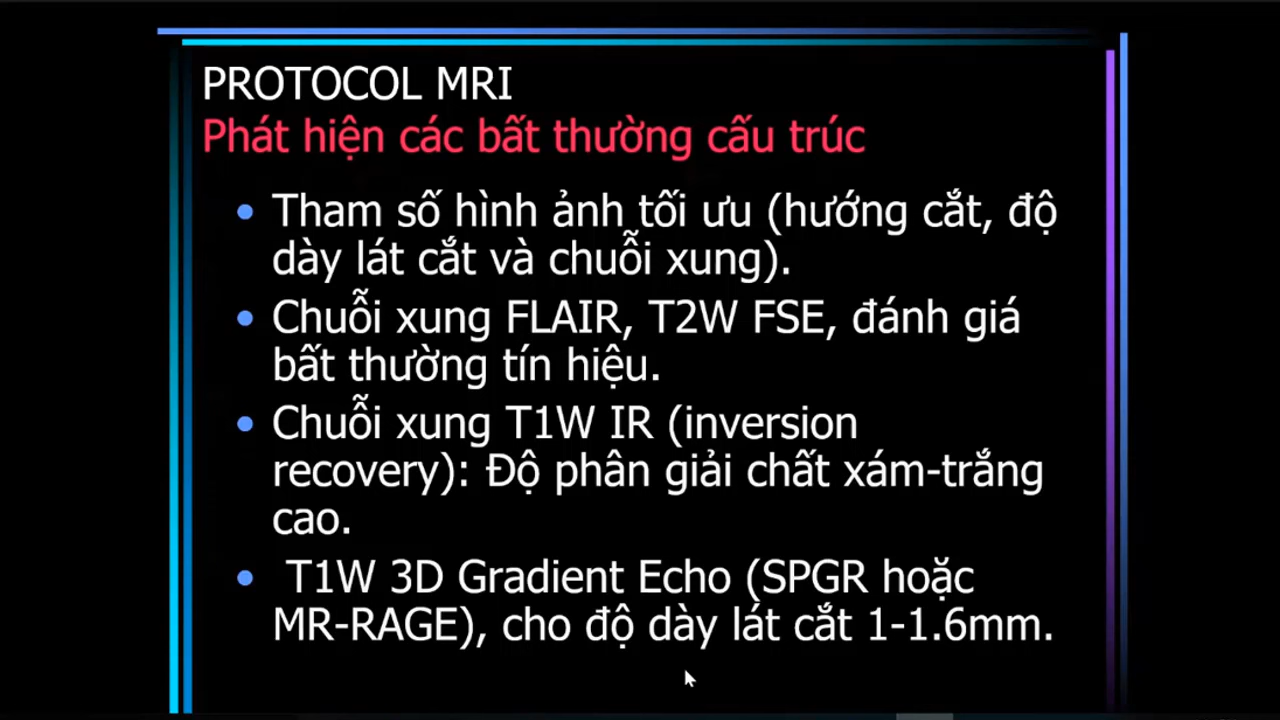 PROTOCOL MRI
Phát hiện các bất thường cấu trúc
• Tham số hình ảnh tối ưu (hướng cắt, độ
dày lát cắt và chuỗi xung).
• Chuỗi xung FLAIR, T2W FSE, đánh giá
bất thường tín hiệu.
• Chuỗi xung T1W IR (inversion
recovery): Độ phân giải chất xám-trắng
cao.
• T1W 3D Gradient Echo (SPGR hoặc
MR-RAGE), cho độ dày lát cắt 1-1.6mm.